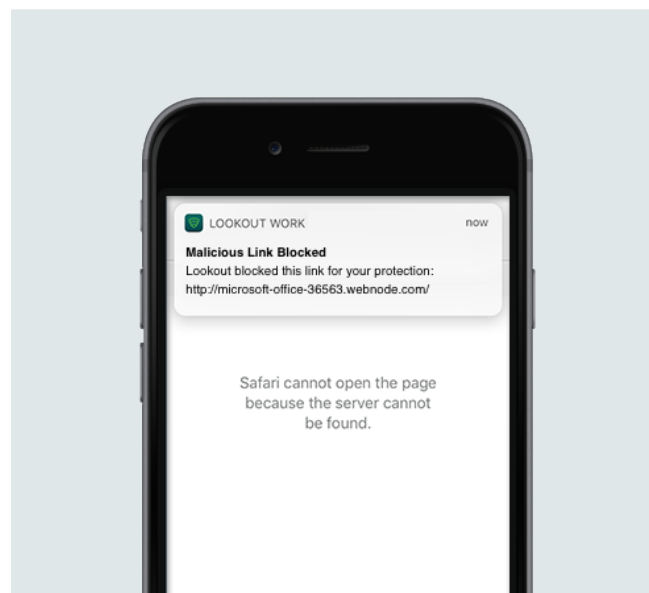 LOOKOUT WORK now
Malicious Link Blocked
Lookout blocked this link for your protection:
http://microsoft-office-36563.webnode.com/
Safari cannot open the page
because the server cannot
be found.